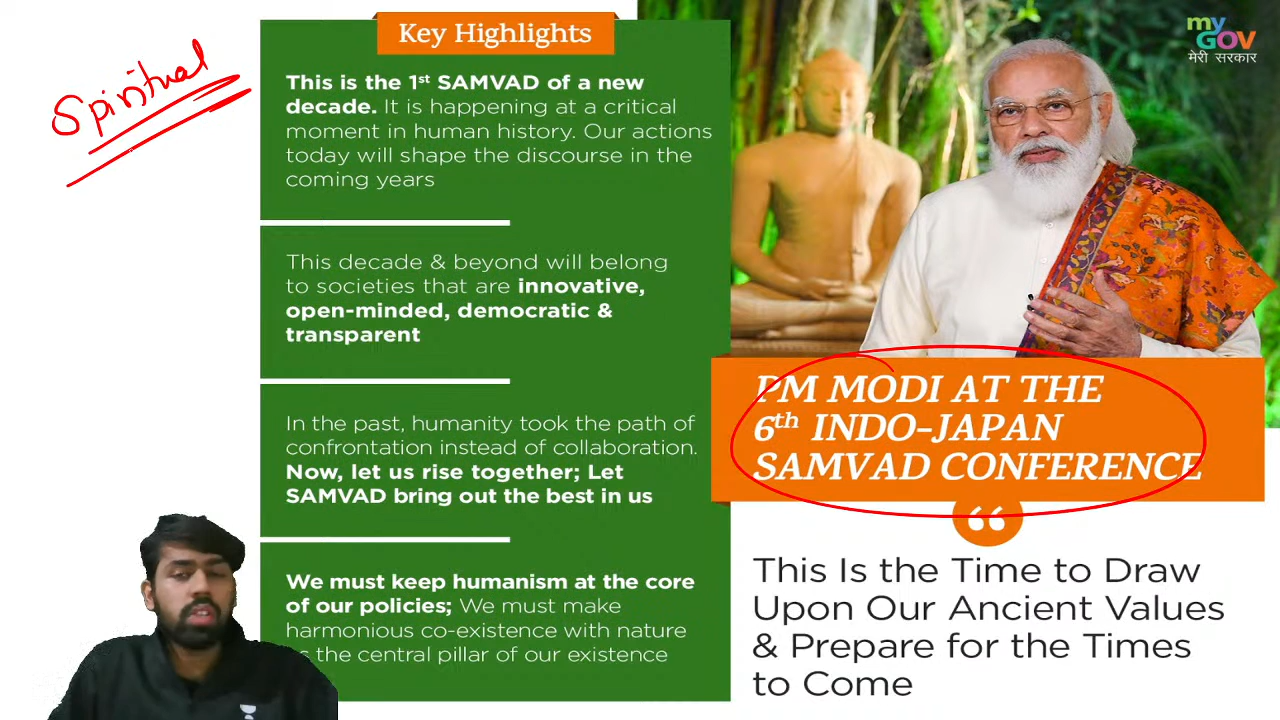 Spiritual
Key Highlights
This is the 1st SAMVAD of a new
decade. It is happening at a critical
moment in human history. Our actions
today will shape the discourse in the
coming years
This decade & beyond will belong
to societies that are innovative,
open-minded, democratic &
transparent
In the past, humanity took the path of
confrontation instead of collaboration.
Now, let us rise together; Let
SAMVAD bring out the best in us
We must keep humanism at the core
of our policies; We must make
harmonious co-existence with nature
the central pillar of our existence
my
GOV
मेरी सरकार
PM MODI AT THE
6th INDO-JAPAN
SAMVAD CONFERENCE
“
This Is the Time to Draw
Upon Our Ancient Values
& Prepare for the Times
to Come